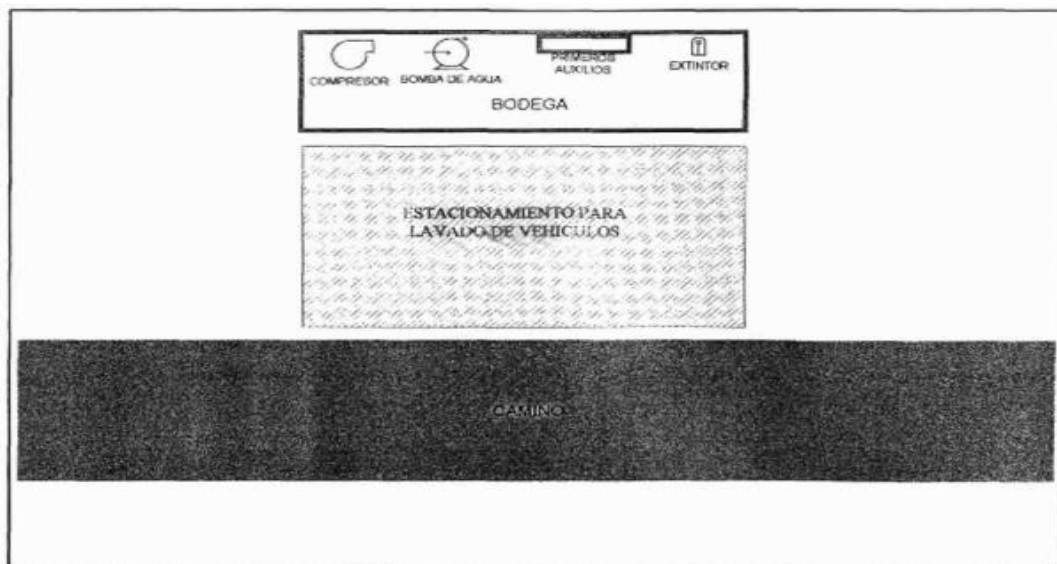 COMPRESOR
BOMBA DE AGUA
PRIMEROS
AUXILIOS
EXTINTOR
BODEGA
ESTACIONAMIENTO PARA
LAVADO DE VEHICULOS
CAMINO